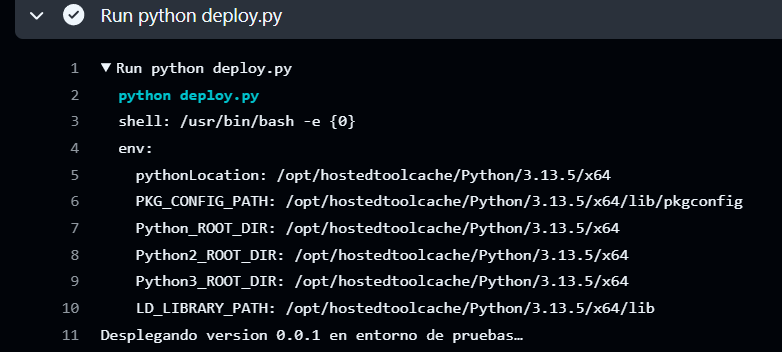 Run python deploy.py
1 ▼ Run python deploy.py
2 python deploy.py
3 shell: /usr/bin/bash -e {0}
4 env:
5 pythonLocation: /opt/hostedtoolcache/Python/3.13.5/x64
6 PKG_CONFIG_PATH: /opt/hostedtoolcache/Python/3.13.5/x64/lib/pkgconfig
7 Python_ROOT_DIR: /opt/hostedtoolcache/Python/3.13.5/x64
8 Python2_ROOT_DIR: /opt/hostedtoolcache/Python/3.13.5/x64
9 Python3_ROOT_DIR: /opt/hostedtoolcache/Python/3.13.5/x64
10 LD_LIBRARY_PATH: /opt/hostedtoolcache/Python/3.13.5/x64/lib
11 Desplegando version 0.0.1 en entorno de pruebas…